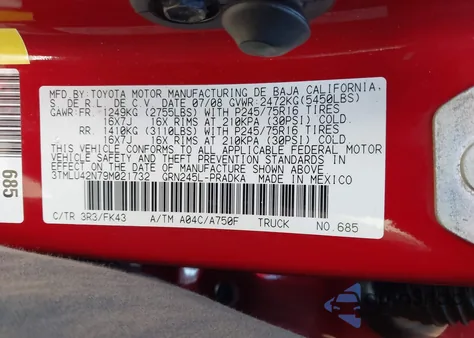 MFD. BY: TOYOTA MOTOR MANUFACTURING DE BAJA CALIFORNIA.
S. DE R.L. DE C.V. DATE 07/08 GVWR:2472KG(5450LBS)
GAWR FR: 1249KG (2755LBS) WITH P245/75R16 TIRES
16X7J 16X RIMS AT 210KPA (30PSI) COLD.
RR: 1410KG (3110LBS) WITH P245/75R16 TIRES
16X7J 16X RIMS AT 210KPA (30PSI) COLD.
THIS VEHICLE CONFORMS TO ALL APPLICABLE FEDERAL MOTOR
VEHICLE SAFETY STANDARDS IN
EFFECT ON THE DATE OF MANUFACTURE SHOWN ABOVE.
3TMLU42N79M021732 GRN245L-PRADKA MADE IN MEXICO
C/TR 3R3/FK43 A/TM A04C/A750F TRUCK NO.685
685